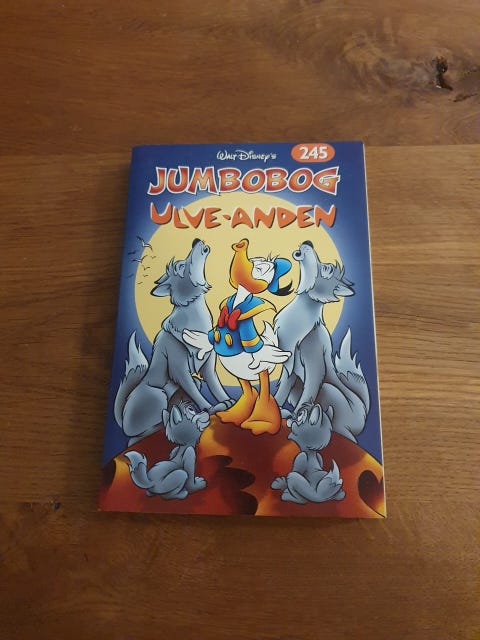 Walt Disney's 245
JUMBOBOG
ULVE-ANDEN